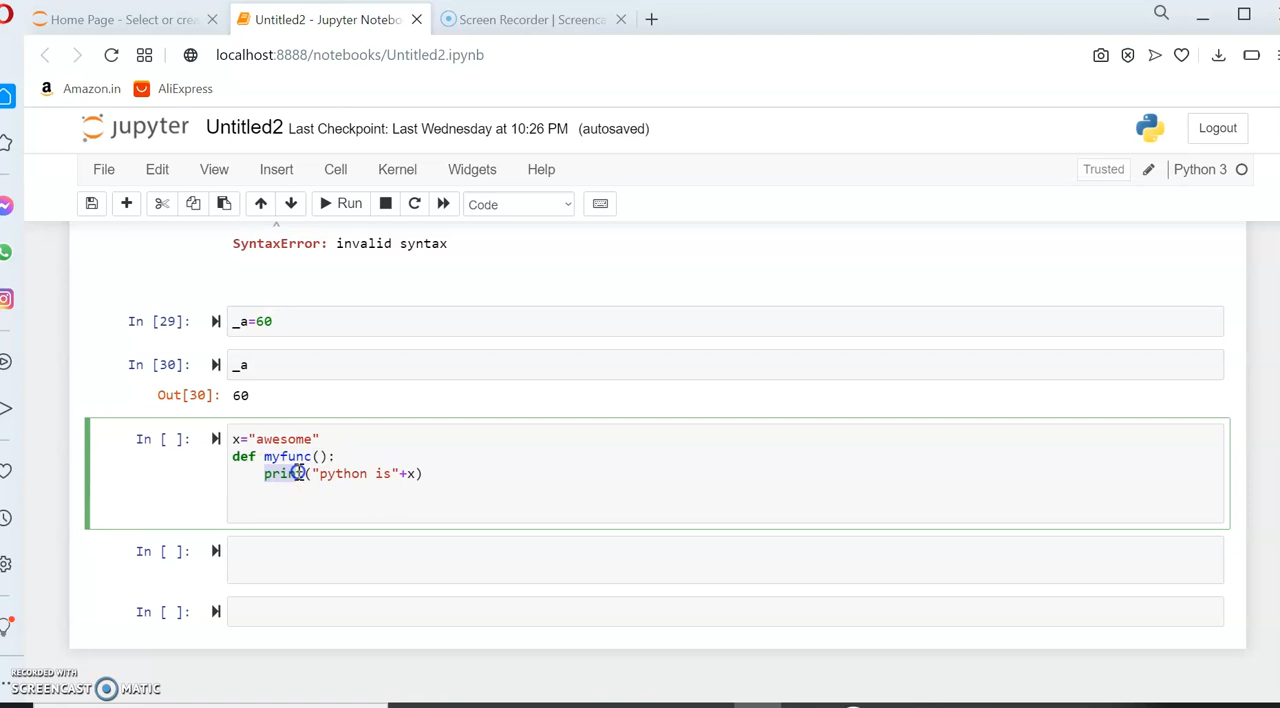 Home Page - Select or crea
Untitled2 - Jupyter Notebo
Screen Recorder | Screenca
localhost:8888/notebooks/Untitled2.ipynb
a Amazon.in
AliExpress
jupyter Untitled2 Last Checkpoint: Last Wednesday at 10:26 PM (autosaved)
Logout
File Edit View Insert Cell Kernel Widgets Help
Trusted
Python 3
Run
Code
^
SyntaxError: invalid syntax
In [29]: _a=60
In [30]: _a
Out[30]: 60
In [ ]: x="awesome"
def myfunc():
print("python is"+x)
In [ ]:
In [ ]:
RECORDED WITH
SCREENCAST MATIC